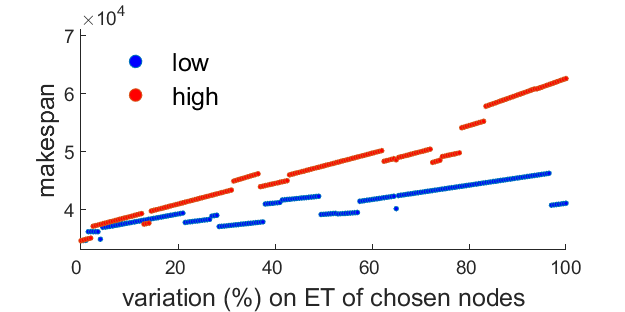 ×10⁴
7
6
5
4
0 20 40 60 80 100
makespan
variation (%) on ET of chosen nodes
low
high